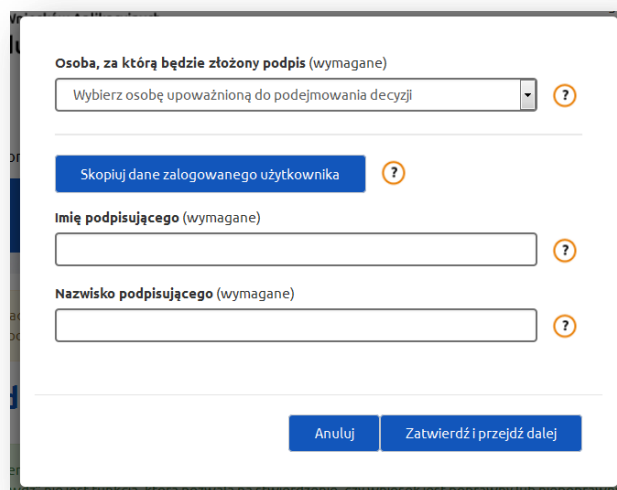 Osoba, za którą będzie złożony podpis (wymagane)
Wybierz osobę upoważnioną do podejmowania decyzji
?
Skopiuj dane zalogowanego użytkownika
?
Imię podpisującego (wymagane)
?
Nazwisko podpisującego (wymagane)
?
Anuluj
Zatwierdź i przejdź dalej